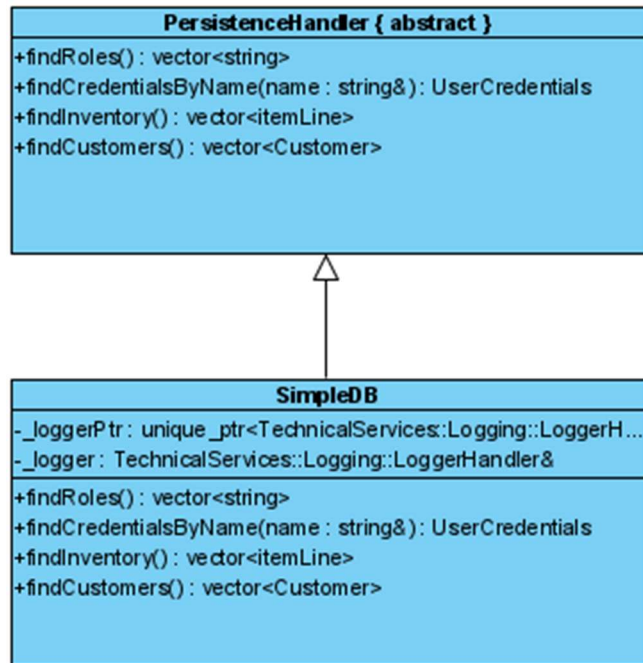 PersistenceHandler { abstract }
+findRoles() : vector<string>
+findCredentialsByName(name : string&) : UserCredentials
+findInventory() : vector<itemLine>
+findCustomers() : vector<Customer>
SimpleDB
-_loggerPtr : unique_ptr<TechnicalServices::Logging::LoggerH...
-_logger : TechnicalServices::Logging::LoggerHandler&
+findRoles() : vector<string>
+findCredentialsByName(name : string&) : UserCredentials
+findInventory() : vector<itemLine>
+findCustomers() : vector<Customer>